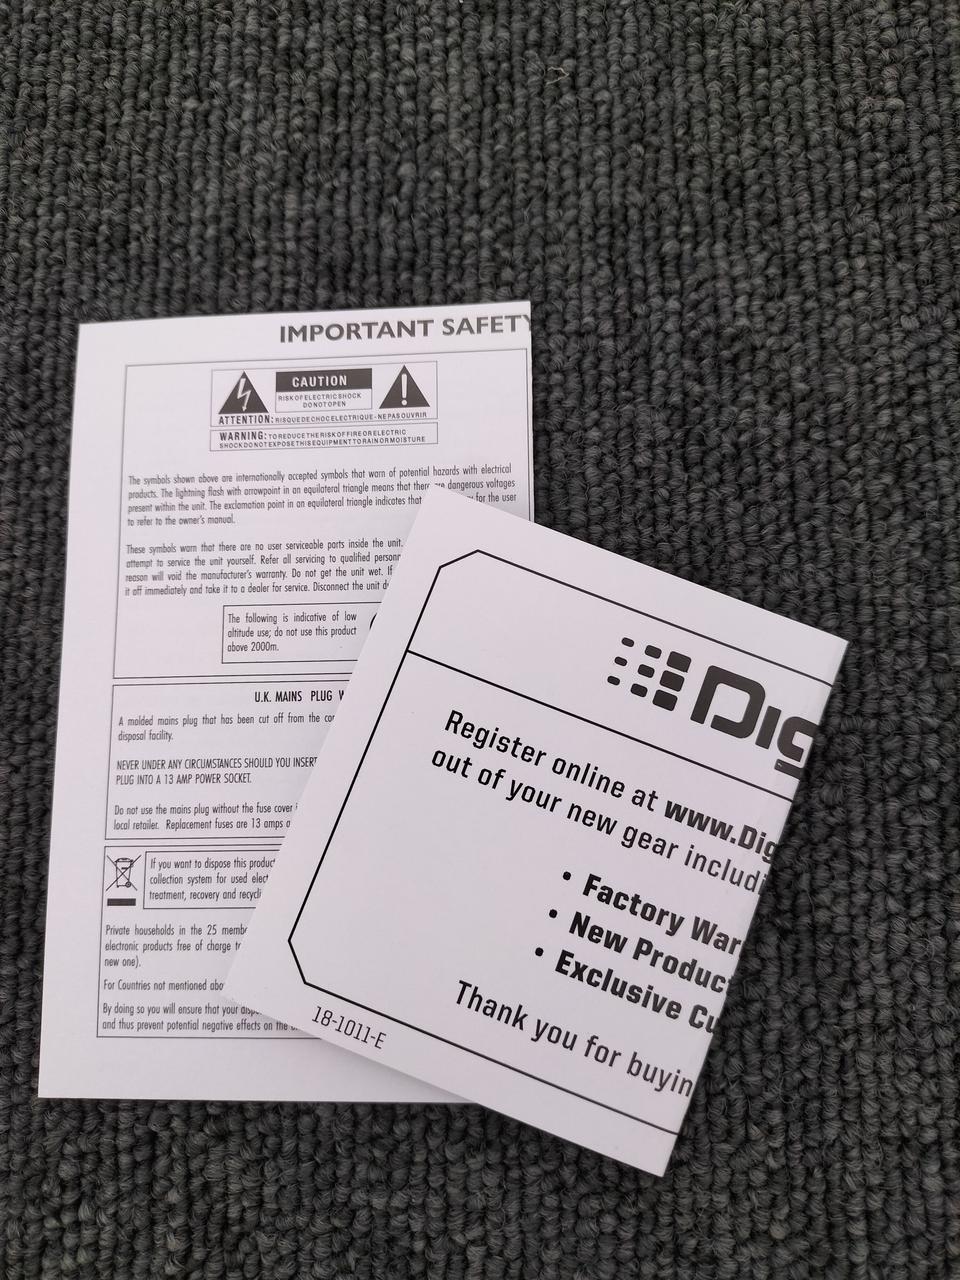 IMPORTANT SAFETY
CAUTION
RISK OF ELECTRIC SHOCK
DO NOT OPEN
ATTENTION: RISQUE DE CHOC ELECTRIQUE - NE PAS OUVRIR
WARNING: TO REDUCE THE RISK OF FIRE OR ELECTRIC
SHOCK DO NOT EXPOSE THIS EQUIPMENT TO RAIN OR MOISTURE
The symbols shown above are internationally accepted symbols that warn of potential hazards with electrical
products. The lightning flash with arrowpoint in an equilateral triangle means that there are dangerous voltages
present within the unit. The exclamation point in an equilateral triangle indicates that for the user
to refer to the owner's manual.
These symbols warn that there are no user serviceable parts inside the unit.
attempt to service the unit yourself. Refer all servicing to qualified
reason will void the manufacturer's warranty. Do not get the unit wet. If
it off immediately and take it to a dealer for service. Disconnect the unit
The following is indicative of low
altitude use; do not use this product
above 2000m.
U.K. MAINS PLUG
A molded mains plug that has been cut off from the
disposal facility.
NEVER UNDER ANY CIRCUMSTANCES SHOULD YOU INSERT
PLUG INTO A 13 AMP POWER SOCKET.
Do not use the mains plug without the fuse cover
local retailer. Replacement fuses are 13 amps
If you want to dispose this
collection system for used
treatment, recovery and
Private households in the 25
electronic products free of charge
new one).
For Countries not mentioned
By doing so you will ensure that your
and thus prevent potential negative effects on the
Dig
Register online at www.Dig
out of your new gear includi
• Factory War
• New Produc
• Exclusive Cu
Thank you for buyin
18-1011-E